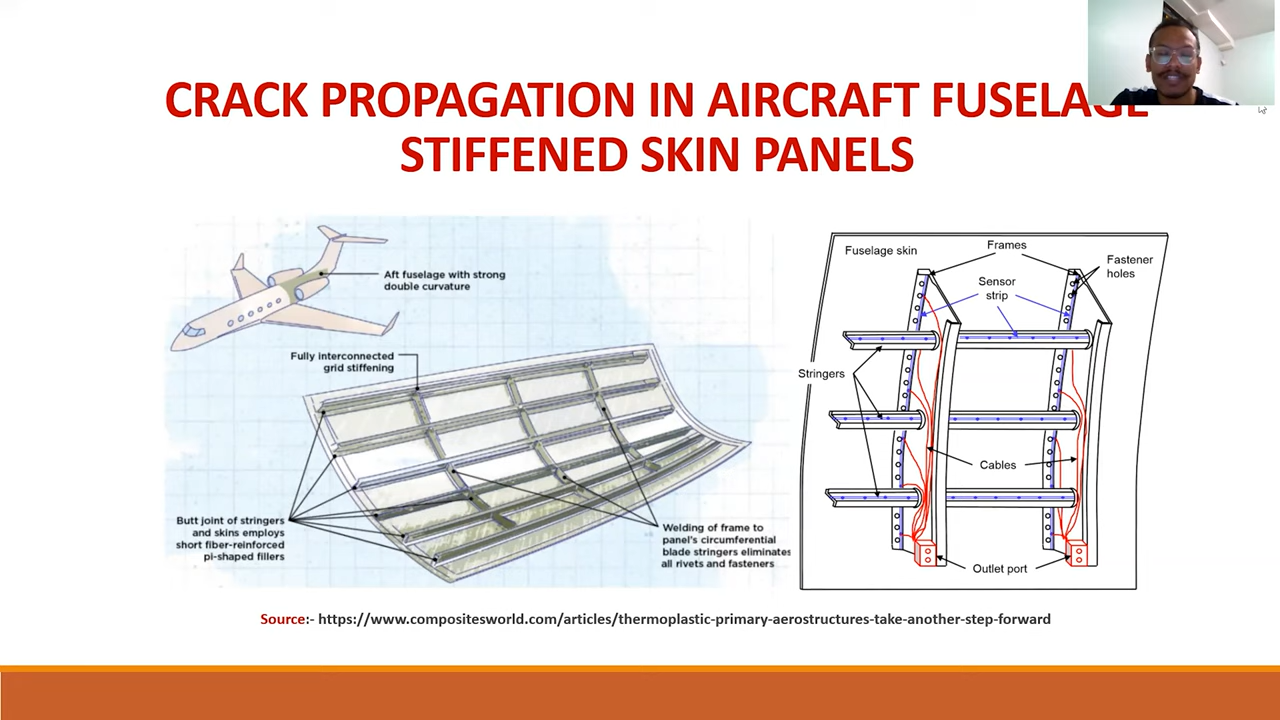 CRACK PROPAGATION IN AIRCRAFT FUSELAGE
STIFFENED SKIN PANELS
Aft fuselage with strong
double curvature
Fully interconnected
grid stiffening
Butt joint of stringers
and skins employs
short fiber-reinforced
pi-shaped fillers
Welding of frame to
panel's circumferential
blade stringers eliminates
all rivets and fasteners
Fuselage skin
Frames
Fastener
holes
Sensor
strip
Stringers
Cables
Outlet port
Source:- https://www.compositesworld.com/articles/thermoplastic-primary-aerostructures-take-another-step-forward